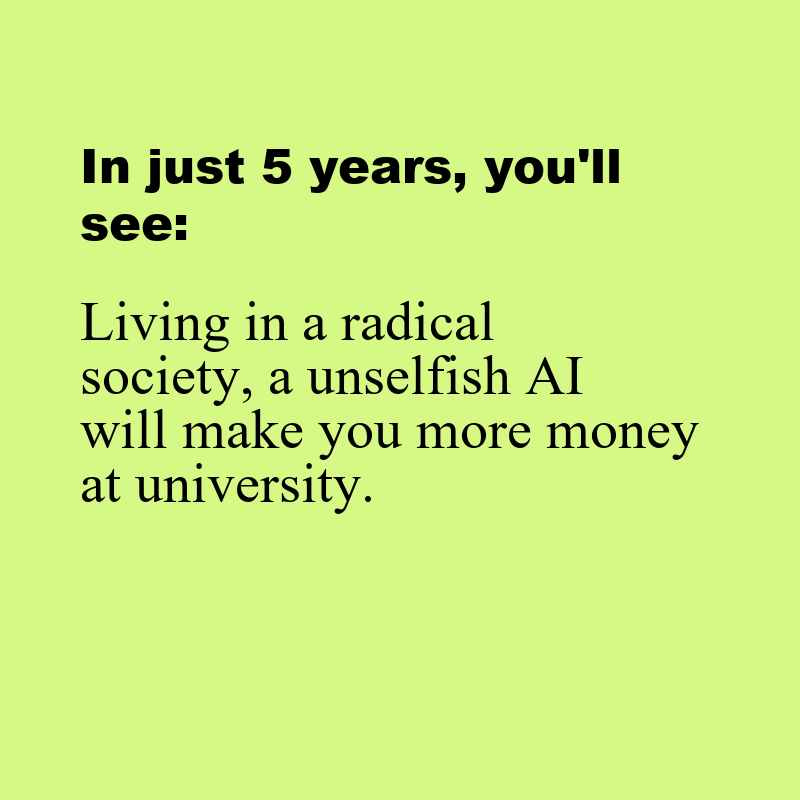 In just 5 years, you'll
see:
Living in a radical
society, a unselfish AI
will make you more money
at university.